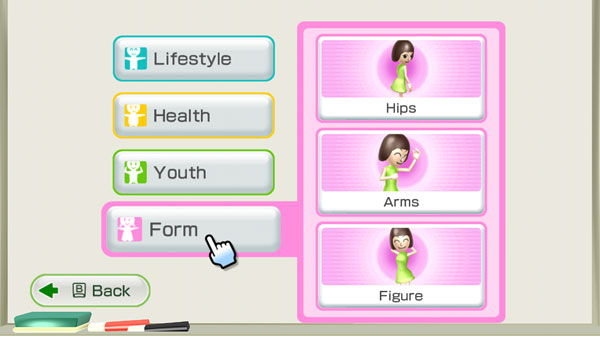 Lifestyle
Health
Youth
Form
Hips
Arms
Figure
B Back